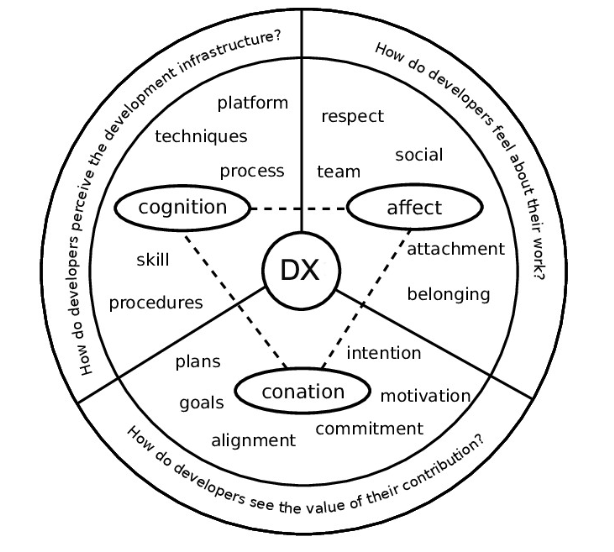 How do developers perceive the development infrastructure?
How do developers feel about their work?
platform
respect
techniques
social
process
team
cognition
affect
attachment
skill
DX
belonging
procedures
plans
intention
conation
goals
motivation
commitment
alignment
How do developers see the value of their contribution?